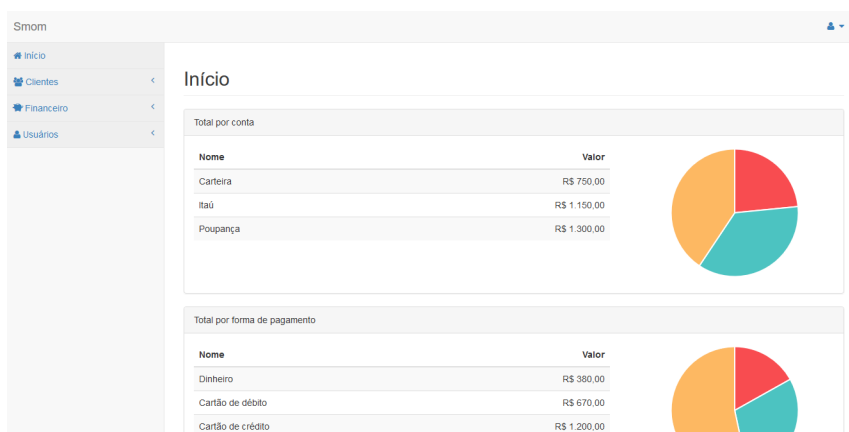 Smom
Início
Clientes
Financeiro
Usuários
Início
Total por conta
Nome Valor
Carteira R$ 750,00
Itaú R$ 1.150,00
Poupança R$ 1.300,00
Total por forma de pagamento
Nome Valor
Dinheiro R$ 380,00
Cartão de débito R$ 670,00
Cartão de crédito R$ 1.200,00